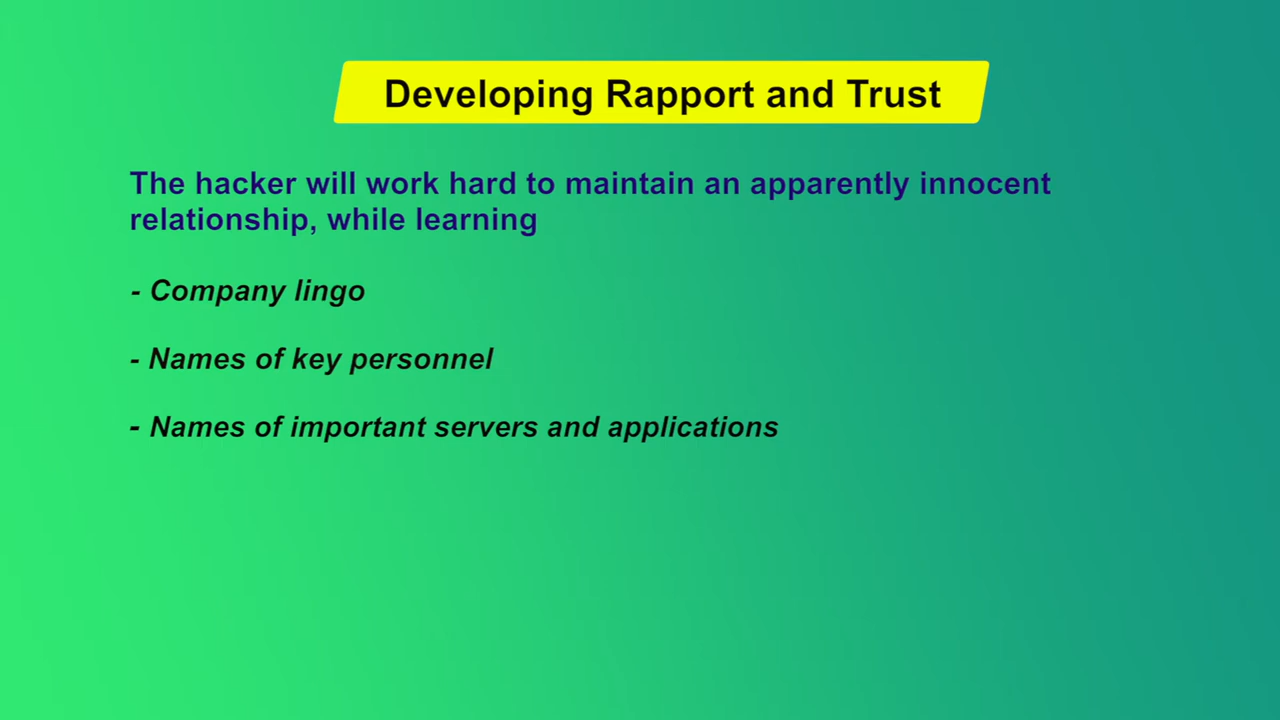 Developing Rapport and Trust
The hacker will work hard to maintain an apparently innocent
relationship, while learning
- Company lingo
- Names of key personnel
- Names of important servers and applications